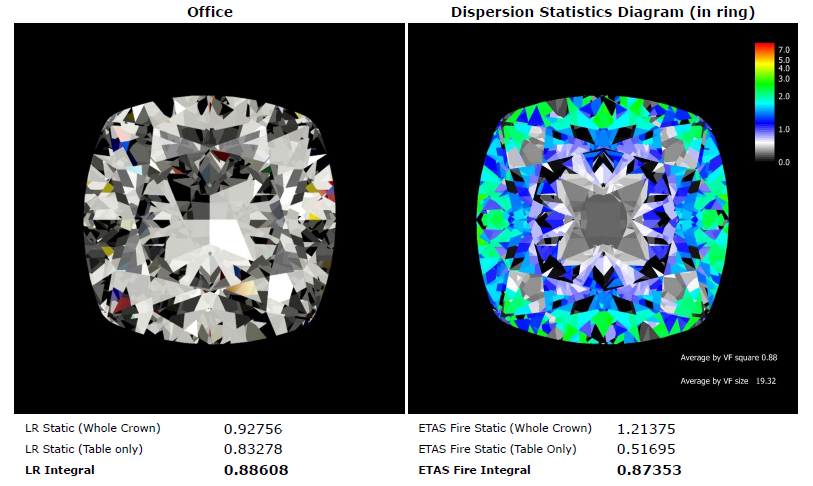 Office
Dispersion Statistics Diagram (in ring)
7.0
5.0
4.0
3.0
2.0
1.0
0.0
Average by VF square 0.88
Average by VF size 19.32
LR Static (Whole Crown) 0.92756
LR Static (Table only) 0.83278
LR Integral 0.88608
ETAS Fire Static (Whole Crown) 1.21375
ETAS Fire Static (Table Only) 0.51695
ETAS Fire Integral 0.87353